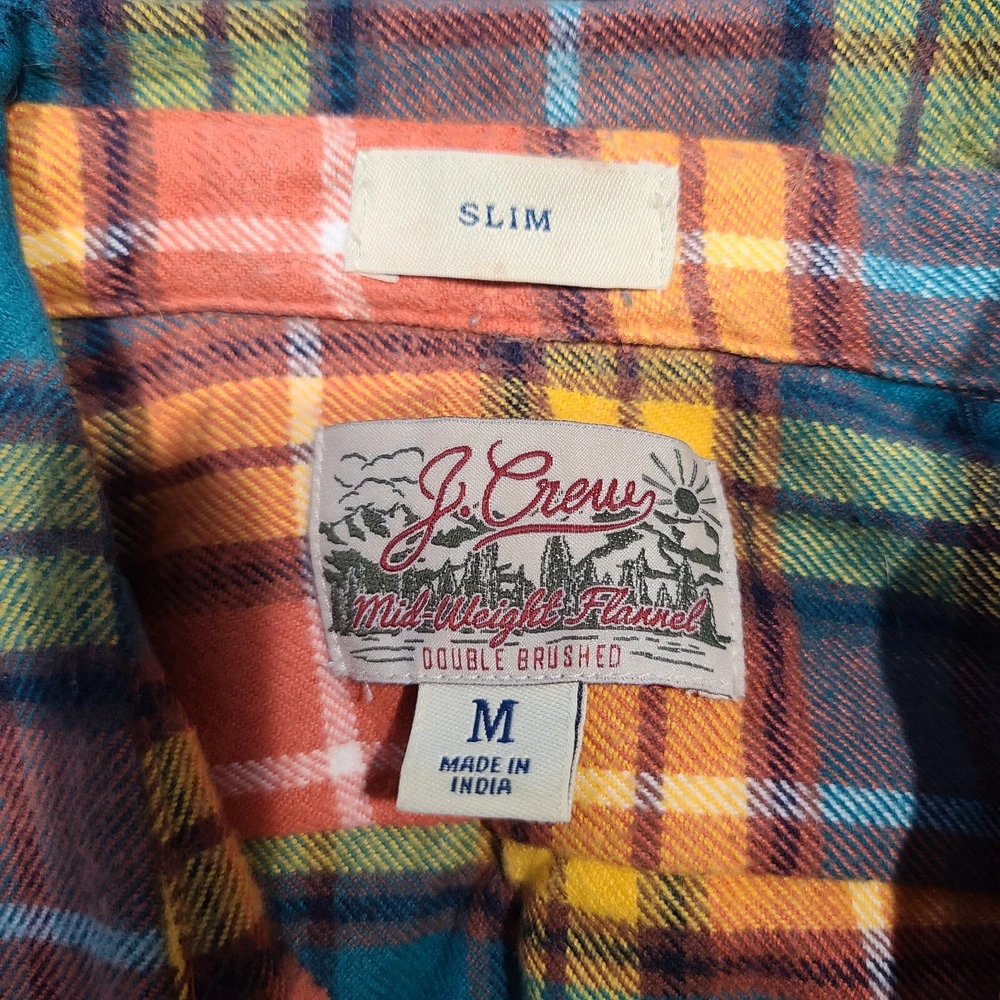 SLIM
J. Crew
Mid-Weight Flannel
DOUBLE BRUSHED
M
MADE IN
INDIA